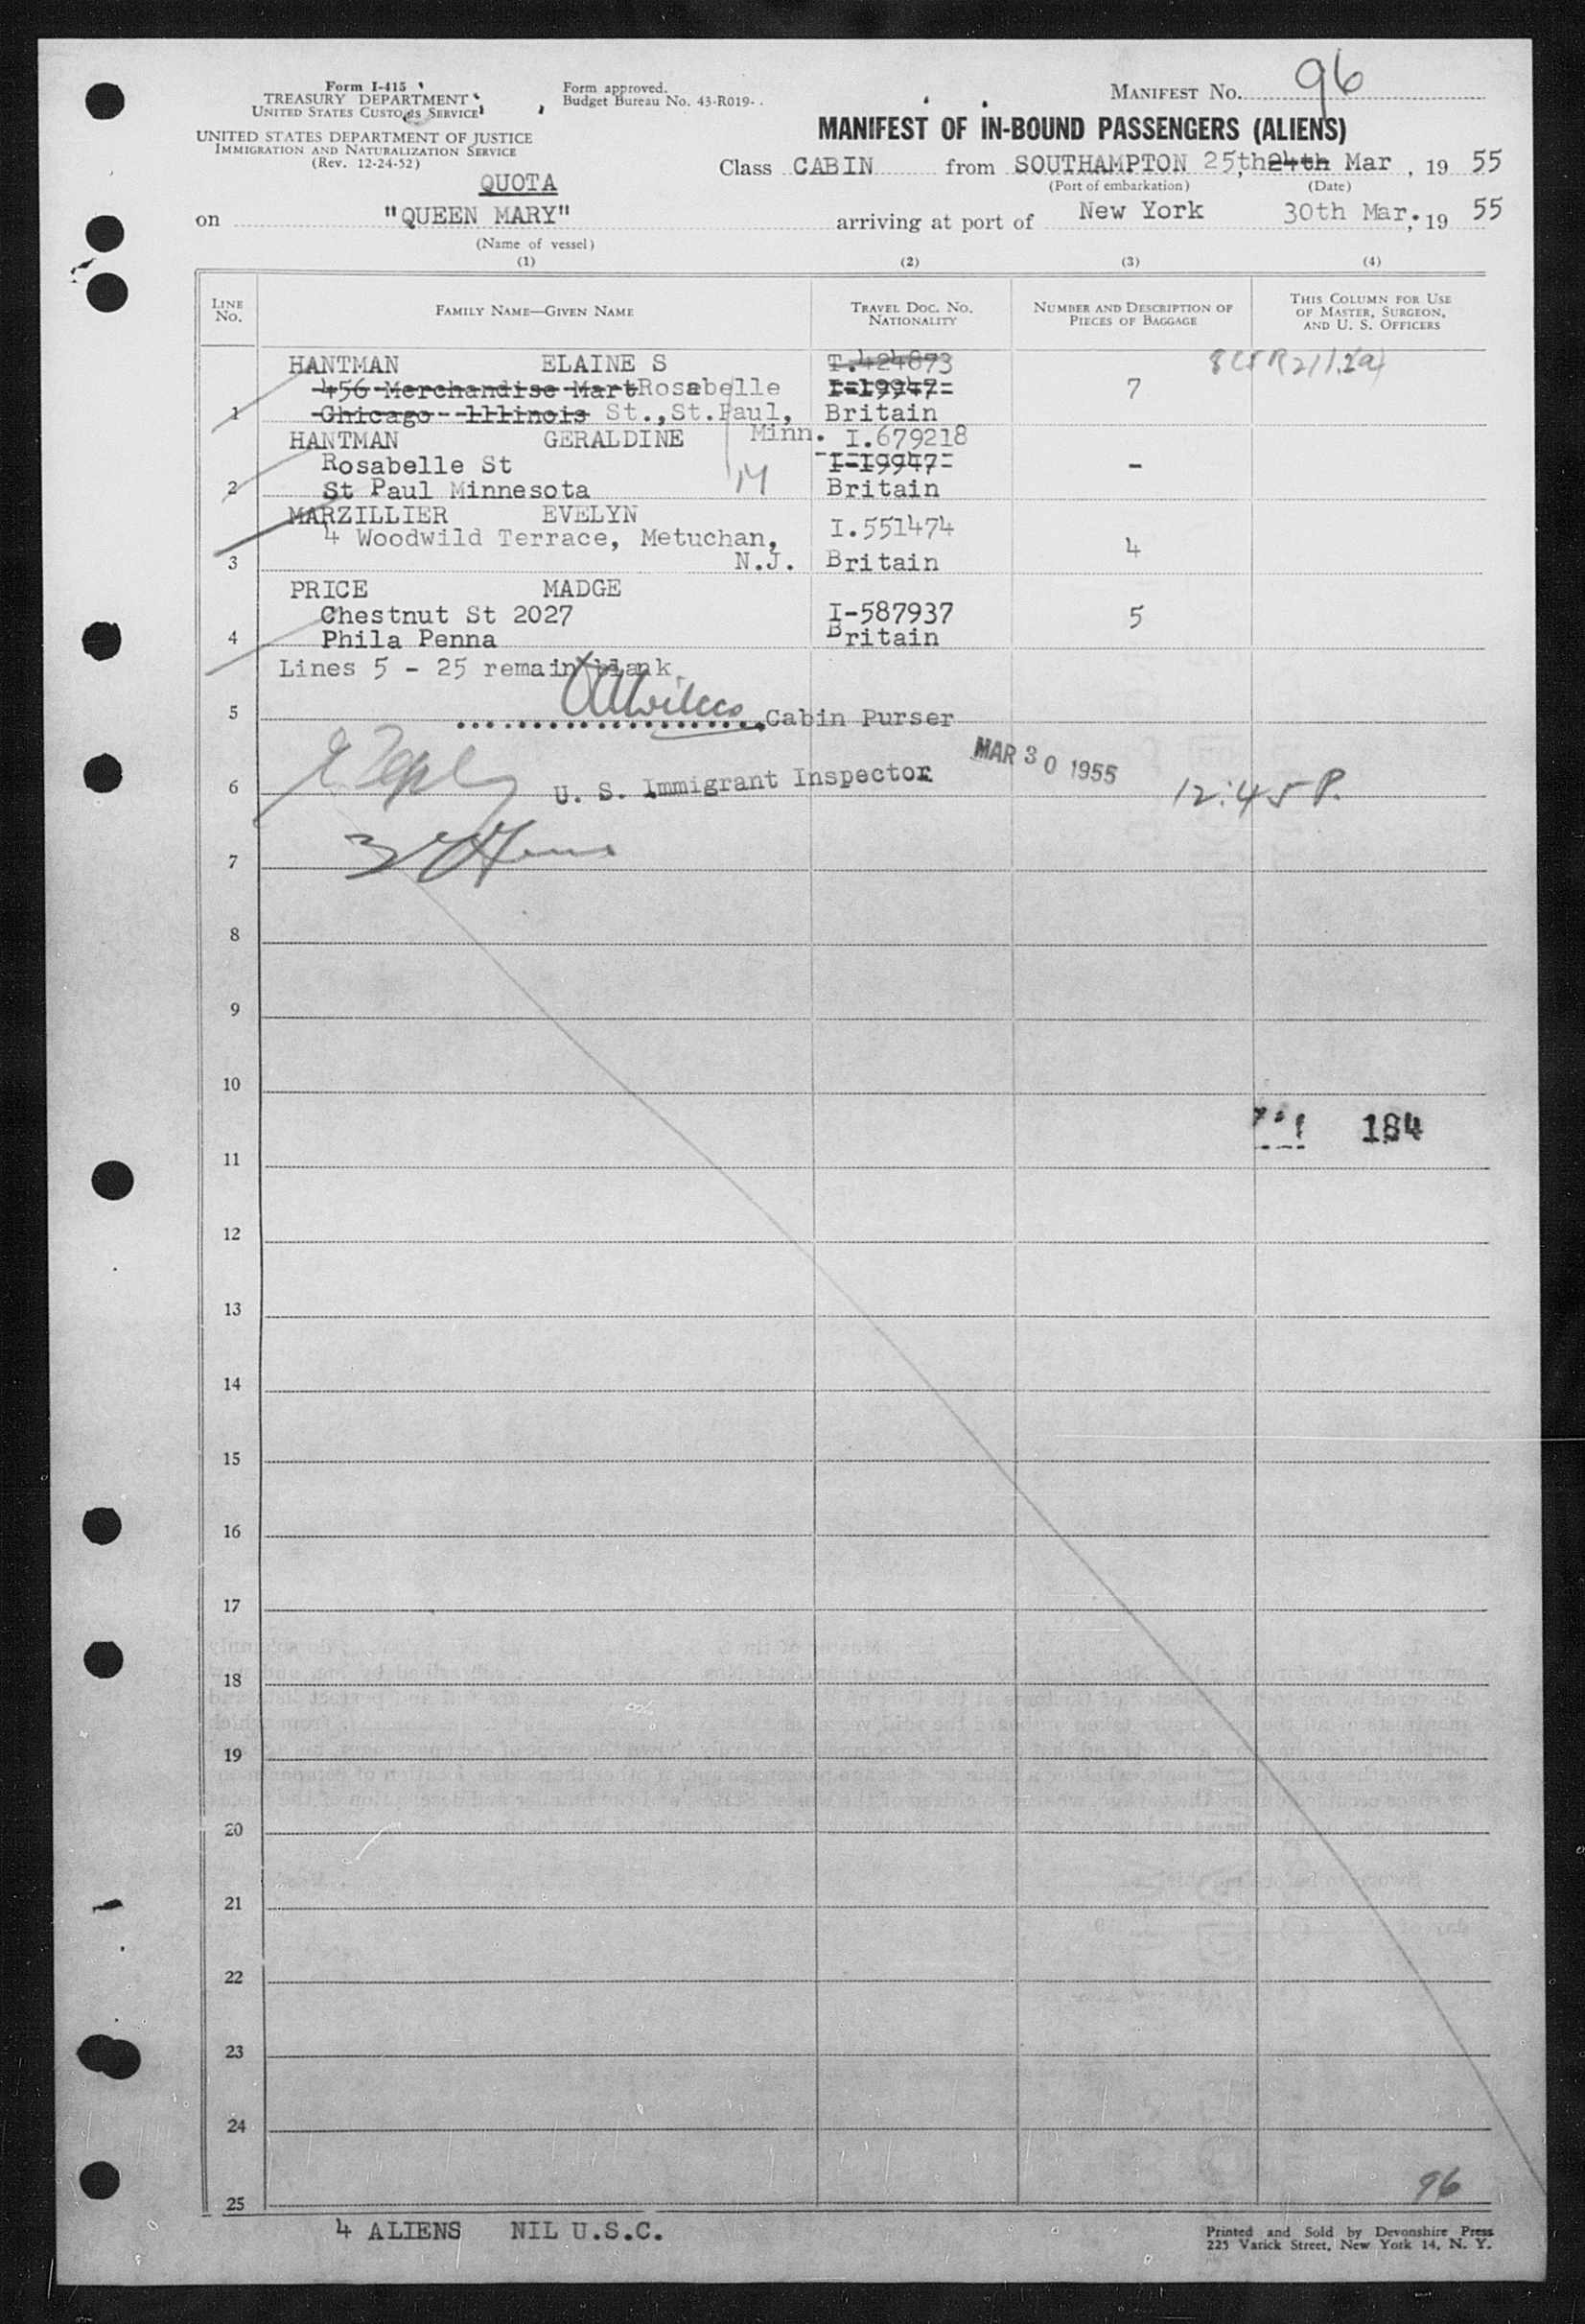 Form I-415
TREASURY DEPARTMENT
UNITED STATES CUSTOMS SERVICE
UNITED STATES DEPARTMENT OF JUSTICE
IMMIGRATION AND NATURALIZATION SERVICE
(Rev. 12-24-52)
Form approved.
Budget Bureau No. 43-R019- .
MANIFEST NO. 96
MANIFEST OF IN-BOUND PASSENGERS (ALIENS)
Class CABIN from SOUTHAMPTON 25,th 24th Mar , 19 55
(Port of embarkation) (Date)
QUOTA
on "QUEEN MARY" arriving at port of New York 30th Mar. , 19 55
(Name of vessel)
(1) (2) (3) (4)
LINE NO.
FAMILY NAME—GIVEN NAME
TRAVEL DOC. NO. NATIONALITY
NUMBER AND DESCRIPTION OF PIECES OF BAGGAGE
THIS COLUMN FOR USE OF MASTER, SURGEON, AND U. S. OFFICERS
HANTMAN ELAINE S T.424873
456 Merchandise Mart Rosabelle I-19947- 7
1 Chicago Illinois St.,St.Paul, Minn. Britain
HANTMAN GERALDINE I.679218
Rosabelle St I-19947- -
2 St Paul Minnesota Britain
MARZILLIER EVELYN I.551474
4 Woodwild Terrace, Metuchan, 4
3 N.J. Britain
PRICE MADGE
Chestnut St 2027 I-587937 5
4 Phila Penna Britain
Lines 5 - 25 remain blank
5 Cabin Purser
6 U. S. Immigrant Inspector MAR 30 1955 12:45 P.
7
8
9
10
184
11
12
13
14
15
16
17
18
19
20
21
22
23
24
96
25
4 ALIENS NIL U.S.C.
Printed and Sold by Devonshire Press
225 Varick Street, New York 14, N. Y.